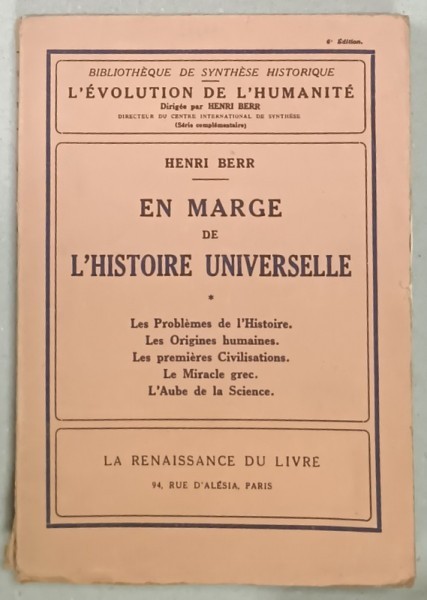 6e Édition.
BIBLIOTHÈQUE DE SYNTHÈSE HISTORIQUE
L'ÉVOLUTION DE L'HUMANITÉ
Dirigée par HENRI BERR
DIRECTEUR DU CENTRE INTERNATIONAL DE SYNTHÈSE
(Série complémentaire)
HENRI BERR
EN MARGE
DE
L'HISTOIRE UNIVERSELLE
*
Les Problèmes de l'Histoire.
Les Origines humaines.
Les premières Civilisations.
Le Miracle grec.
L'Aube de la Science.
LA RENAISSANCE DU LIVRE
94, RUE D'ALÉSIA, PARIS